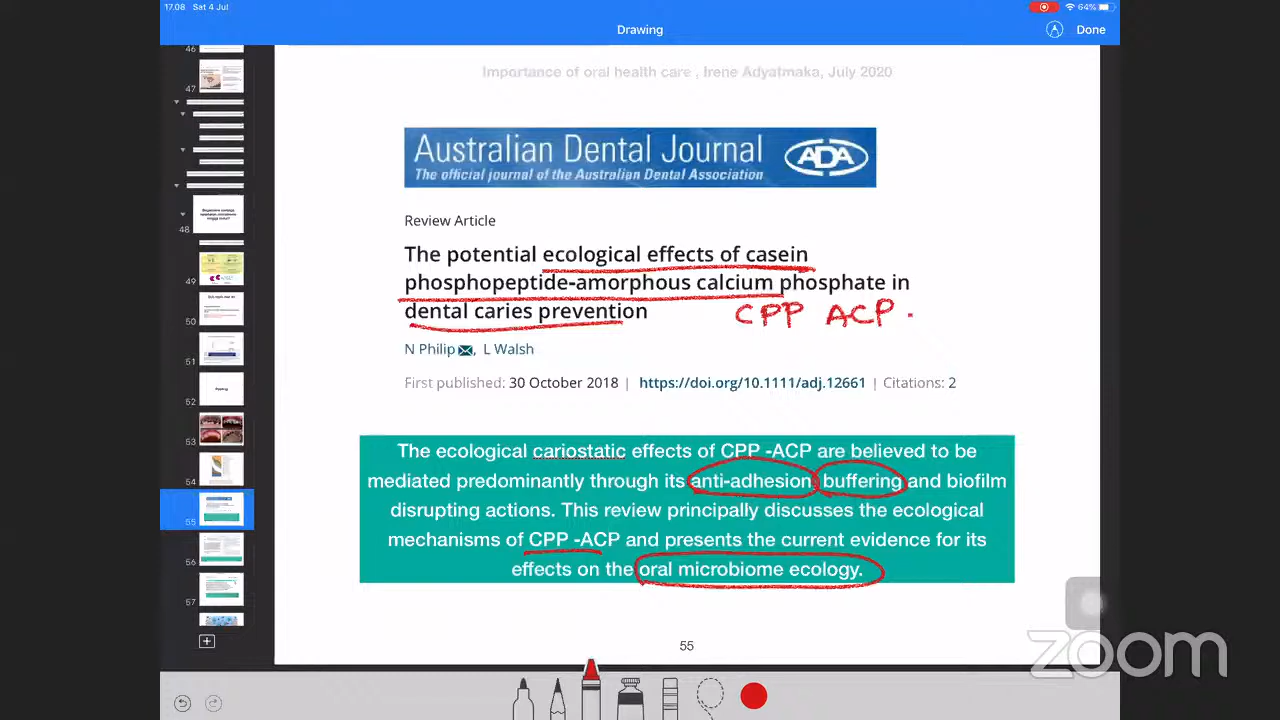 17.08 Sat 4 Jul
64%
Drawing
Done
46
47
48
49
50
51
52
53
54
55
56
57
Importance of oral health care , Irene Adyatmaka, July 2020
Australian Dental Journal
ADA
The official journal of the Australian Dental Association
Review Article
The potential ecological effects of casein
phosphopeptide-amorphous calcium phosphate in
dental caries prevention
CPP ACP .
N Philip, L Walsh
First published: 30 October 2018 | https://doi.org/10.1111/adj.12661 | Citations: 2
The ecological cariostatic effects of CPP -ACP are believed to be
mediated predominantly through its anti-adhesion buffering and biofilm
disrupting actions. This review principally discusses the ecological
mechanisms of CPP -ACP and presents the current evidence for its
effects on the oral microbiome ecology.
55
zoom